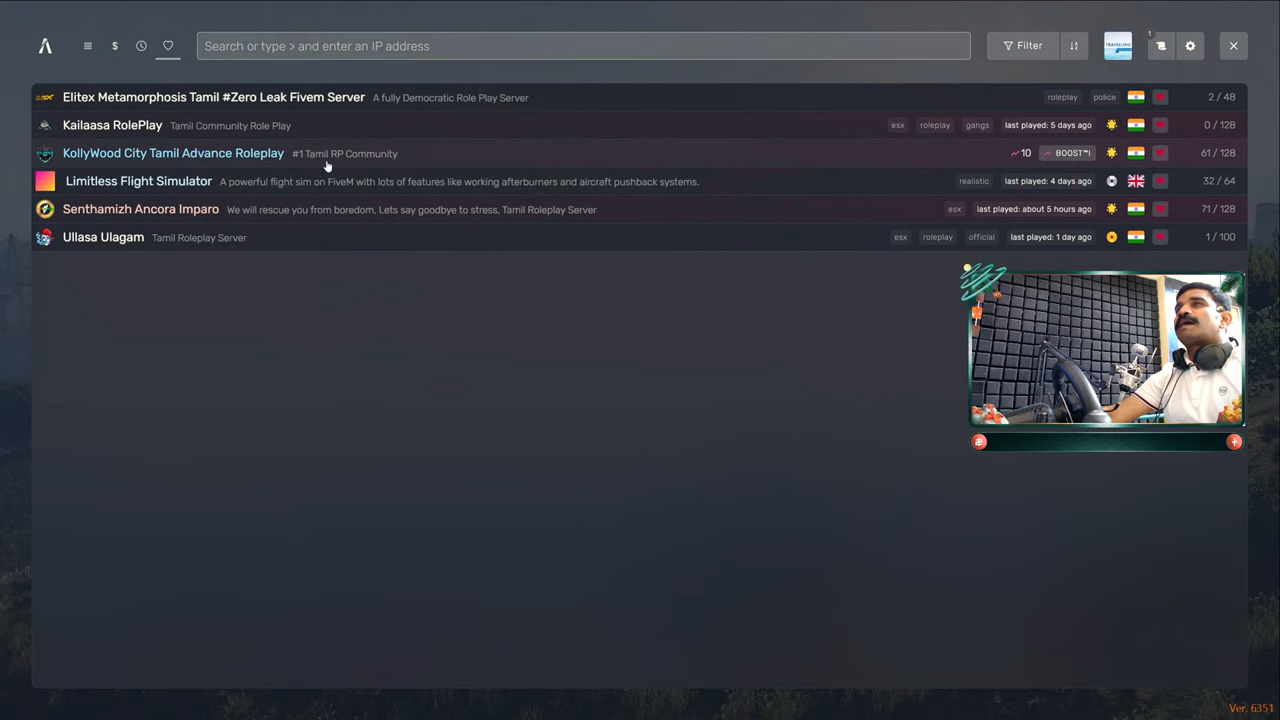 $ Search or type > and enter an IP address Filter TRAVELPRO 1
Elitex Metamorphosis Tamil #Zero Leak Fivem Server A fully Democratic Role Play Server roleplay police 2 / 48
Kailaasa RolePlay Tamil Community Role Play esx roleplay gangs last played: 5 days ago 0 / 128
KollyWood City Tamil Advance Roleplay #1 Tamil RP Community 10 BOOST™! 61 / 128
Limitless Flight Simulator A powerful flight sim on FiveM with lots of features like working afterburners and aircraft pushback systems. realistic last played: 4 days ago 32 / 64
Senthamizh Ancora Imparo We will rescue you from boredom, Lets say goodbye to stress, Tamil Roleplay Server esx last played: about 5 hours ago 71 / 128
Ullasa Ulagam Tamil Roleplay Server esx roleplay official last played: 1 day ago 1 / 100
Ver. 6351